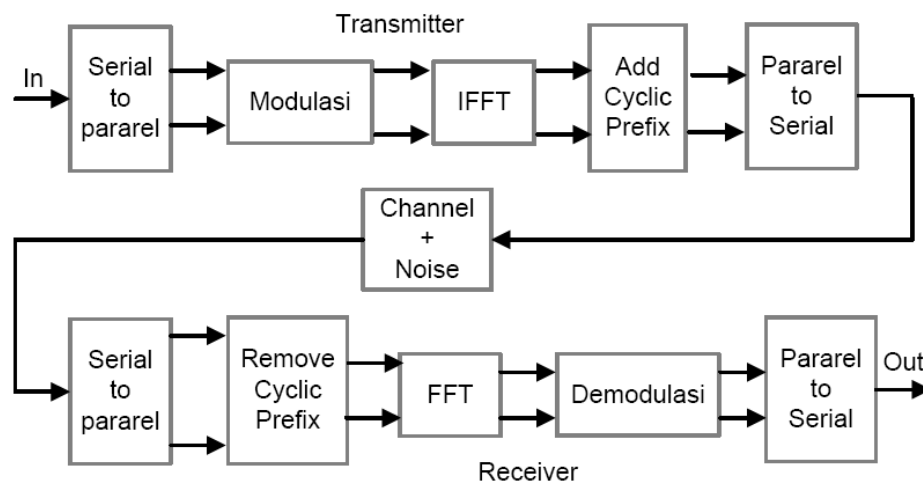 Transmitter
In
Serial
to
pararel
Modulasi
IFFT
Add
Cyclic
Prefix
Pararel
to
Serial
Channel
+
Noise
Serial
to
pararel
Remove
Cyclic
Prefix
FFT
Demodulasi
Pararel
to
Serial
Out
Receiver